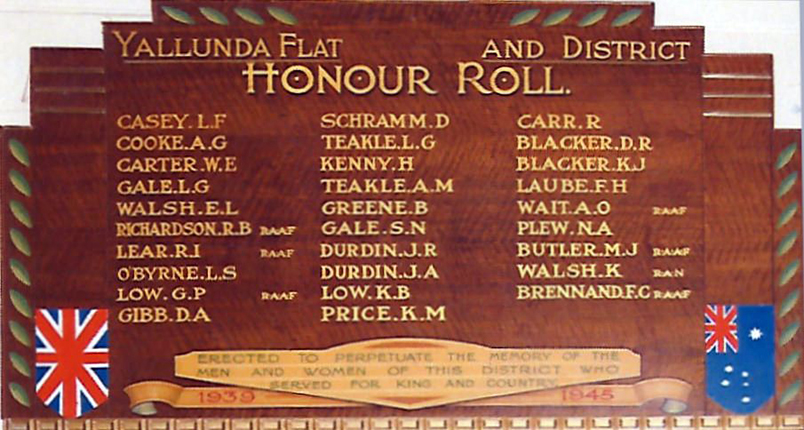 YALLUNDA FLAT AND DISTRICT
HONOUR ROLL.
CASEY. L.F
COOKE.A.G
CARTER.W.E
GALE.L.G
WALSH.E.L
RICHARDSON.R.B RAAF
LEAR.R.I RAAF
O'BYRNE.L.S
LOW. G.P RAAF
GIBB.D.A
SCHRAMM.D
TEAKLE.L.G
KENNY.H
TEAKLE.A.M
GREENE.B
GALE.S.N
DURDIN.J.R
DURDIN.J.A
LOW.K.B
PRICE.K.M
CARR.R
BLACKER.D.R
BLACKER.K.J
LAUBE.F.H
WAIT.A.O RAAF
PLEW.N.A
BUTLER.M.J RAAF
WALSH.K RAN
BRENNAND.F.C RAAF
ERECTED TO PERPETUATE THE MEMORY OF THE
MEN AND WOMEN OF THIS DISTRICT WHO
SERVED FOR KING AND COUNTRY.
1939 1945